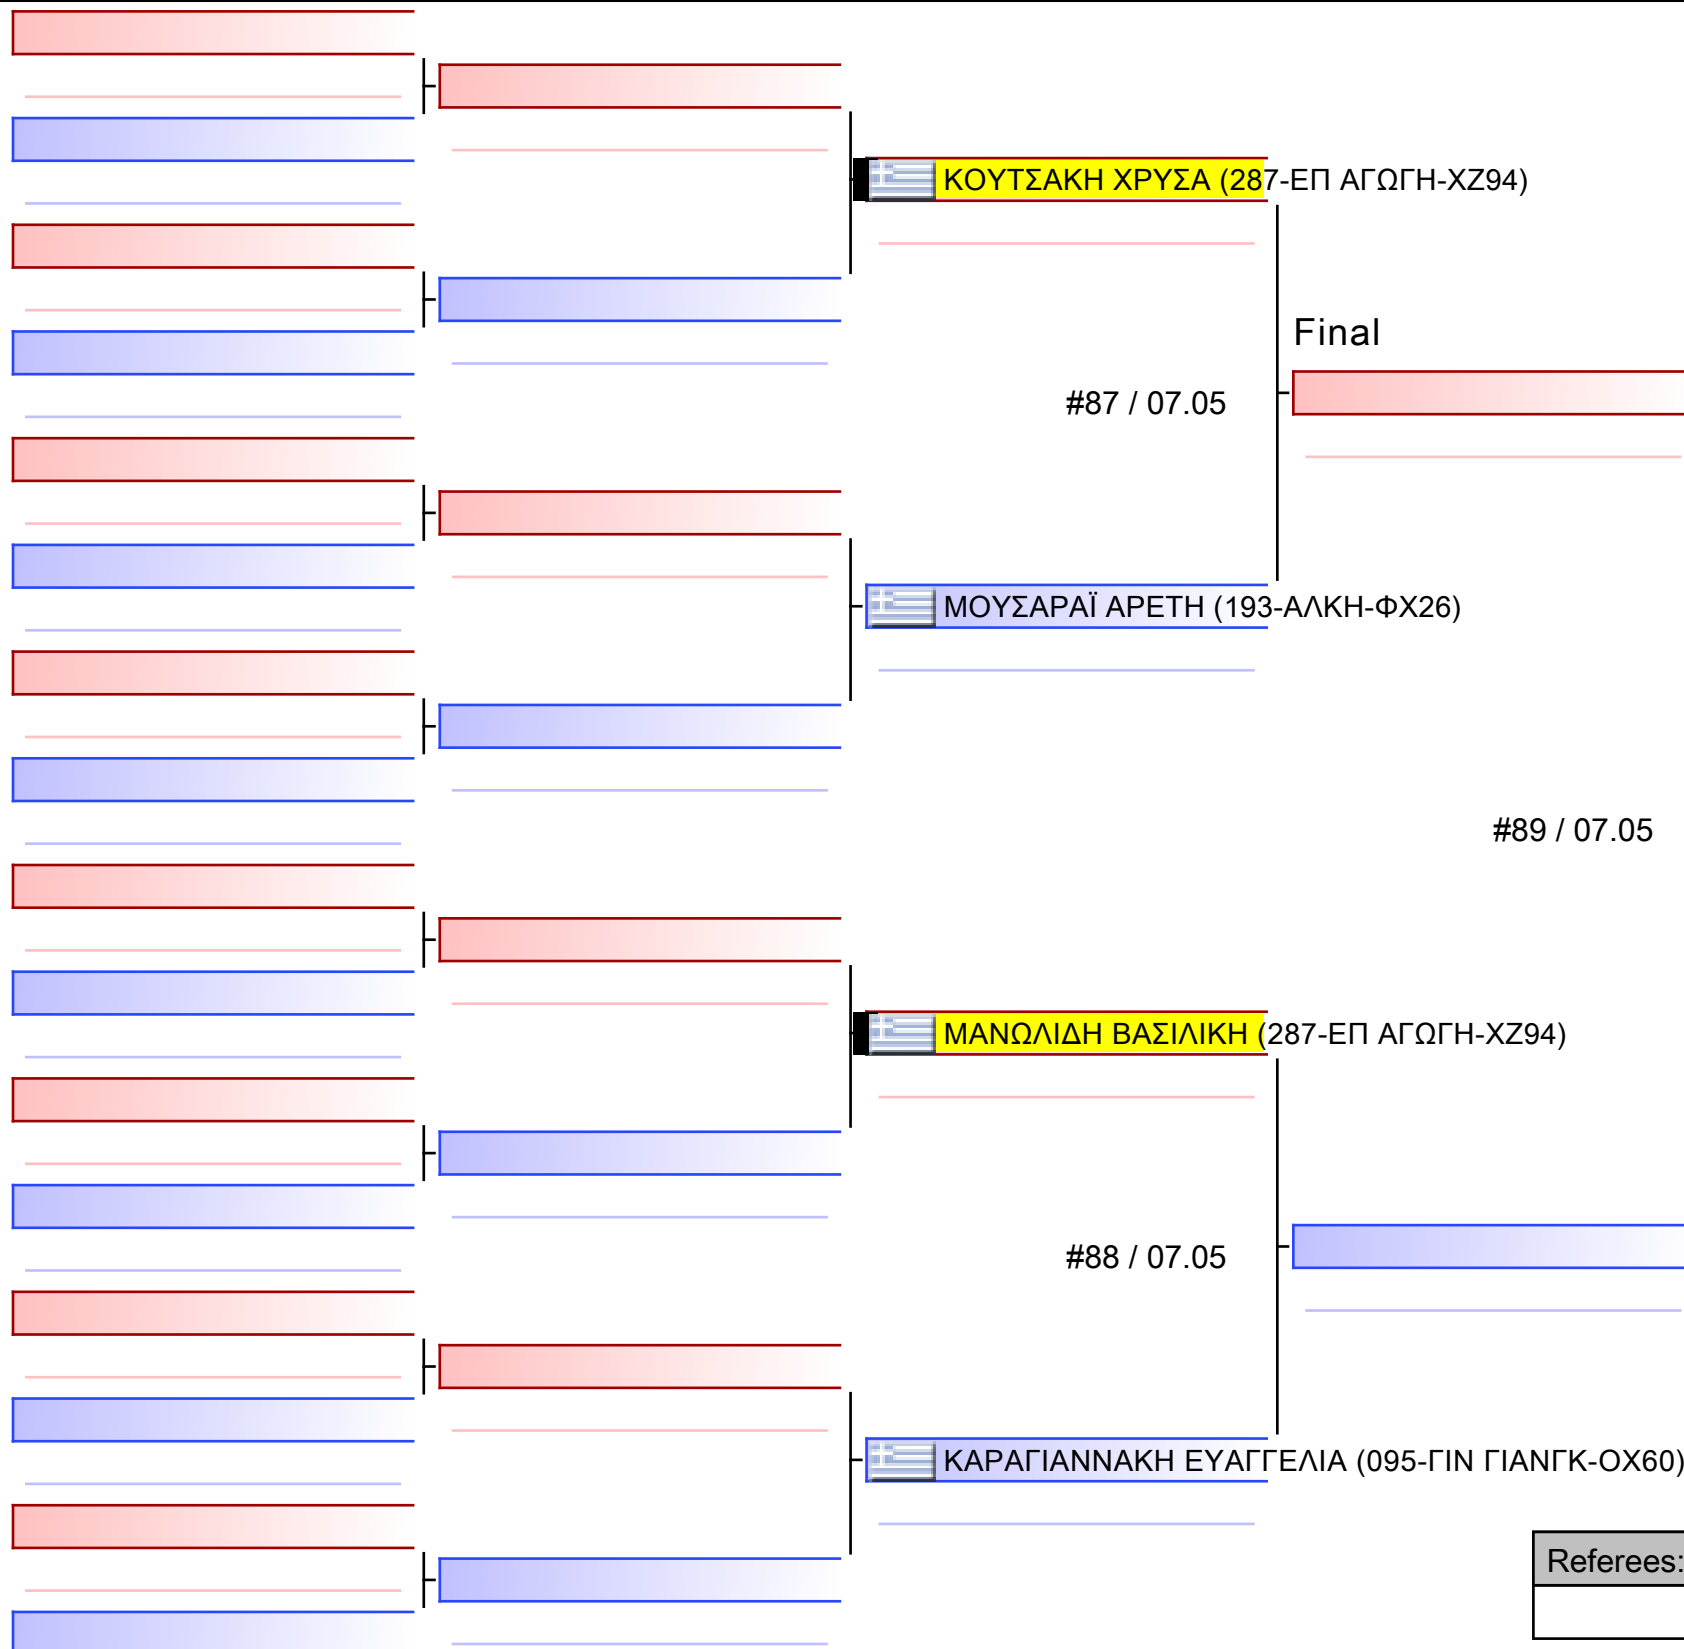 ΚΟΥΤΣΑΚΗ ΧΡΥΣΑ (287-ΕΠ ΑΓΩΓΗ-ΧΖ94)
Final
#87 / 07.05
ΜΟΥΣΑΡΑΪ ΑΡΕΤΗ (193-ΑΛΚΗ-ΦΧ26)
#89 / 07.05
ΜΑΝΩΛΙΔΗ ΒΑΣΙΛΙΚΗ (287-ΕΠ ΑΓΩΓΗ-ΧΖ94)
#88 / 07.05
ΚΑΡΑΓΙΑΝΝΑΚΗ ΕΥΑΓΓΕΛΙΑ (095-ΓΙΝ ΓΙΑΝΓΚ-ΟΧ60)
Referees: